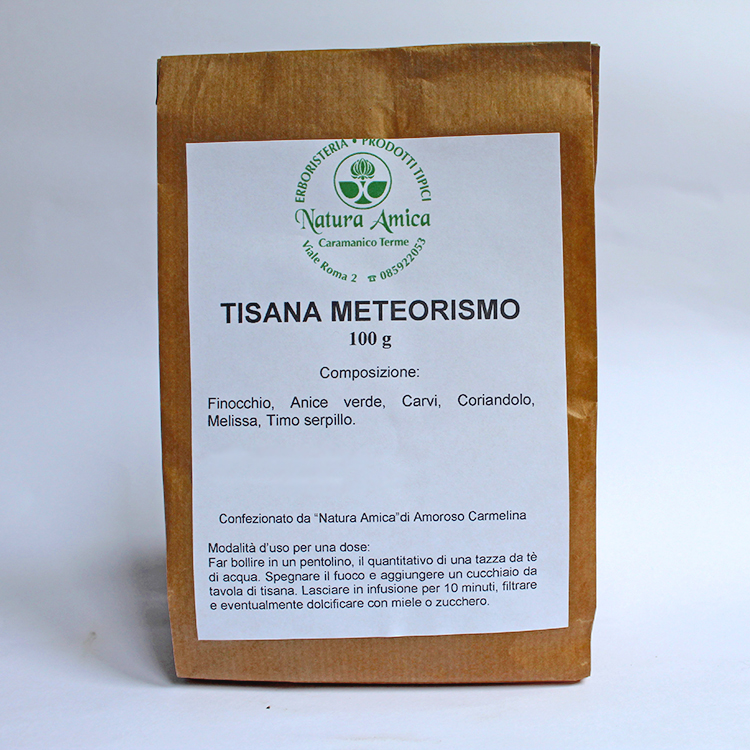 ERBORISTERIA • PRODOTTI TIPICI
Natura Amica
Caramanico Terme
Viale Roma 2 ☎ 085922053
TISANA METEORISMO
100 g
Composizione:
Finocchio, Anice verde, Carvi, Coriandolo,
Melissa, Timo serpillo.
Confezionato da “Natura Amica”di Amoroso Carmelina
Modalità d’uso per una dose:
Far bollire in un pentolino, il quantitativo di una tazza da tè
di acqua. Spegnare il fuoco e aggiungere un cucchiaio da
tavola di tisana. Lasciare in infusione per 10 minuti, filtrare
e eventualmente dolcificare con miele o zucchero.